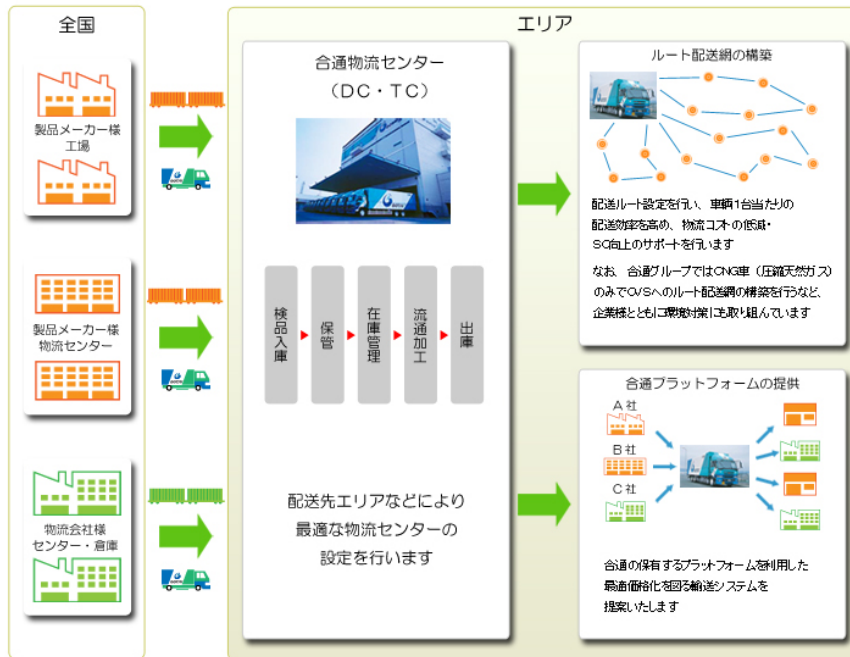 全国
製品メーカー様
工場
製品メーカー様
物流センター
物流会社様
センター・倉庫
エリア
合通物流センター
(DC・TC)
検品入庫
保管
在庫管理
流通加工
出庫
配送先エリアなどにより
最適な物流センターの
設定を行います
ルート配送網の構築
配送ルート設定を行い、車輌1台当たりの
配送効率を高め、物流コストの低減・
SC向上のサポートを行います
なお、合通グループではCNG車(圧縮天然ガス)
のみでCVSへのルート配送網の構築を行うなど、
企業様とともに環境対策にも取り組んでいます
合通プラットフォームの提供
A社
B社
C社
合通の保有するプラットフォームを利用した
最適価格化を図る輸送システムを
提案いたします